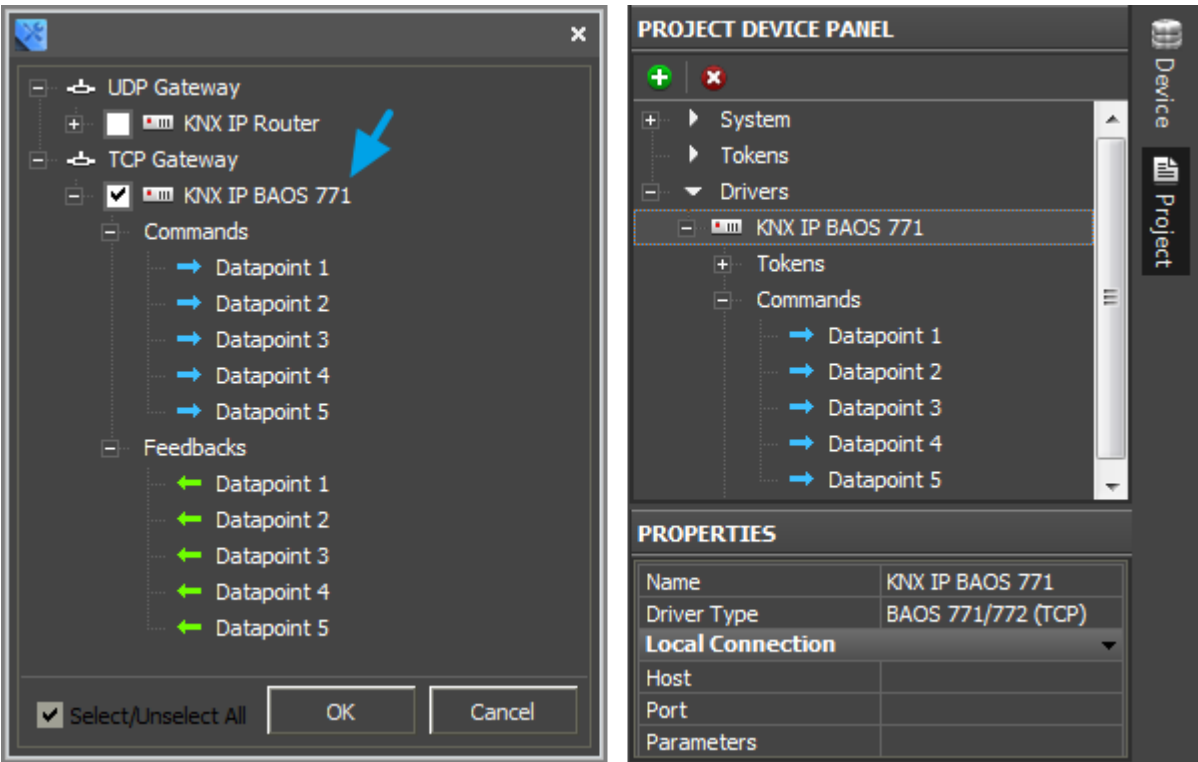 UDP Gateway
KNX IP Router
TCP Gateway
KNX IP BAOS 771
Commands
Datapoint 1
Datapoint 2
Datapoint 3
Datapoint 4
Datapoint 5
Feedbacks
Datapoint 1
Datapoint 2
Datapoint 3
Datapoint 4
Datapoint 5
Select/Unselect All
OK
Cancel
PROJECT DEVICE PANEL
System
Tokens
Drivers
KNX IP BAOS 771
Tokens
Commands
Datapoint 1
Datapoint 2
Datapoint 3
Datapoint 4
Datapoint 5
PROPERTIES
Name KNX IP BAOS 771
Driver Type BAOS 771/772 (TCP)
Local Connection
Host
Port
Parameters
Device
Project